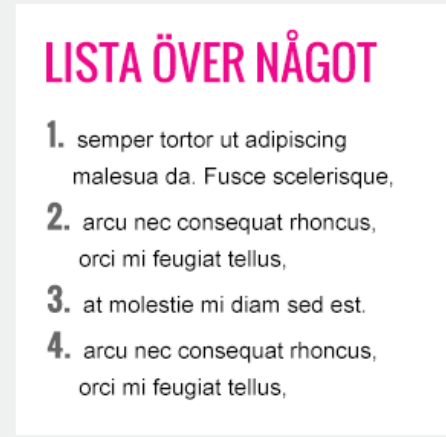 LISTA ÖVER NÅGOT
1. semper tortor ut adipiscing
malesua da. Fusce scelerisque,
2. arcu nec consequat rhoncus,
orci mi feugiat tellus,
3. at molestie mi diam sed est.
4. arcu nec consequat rhoncus,
orci mi feugiat tellus,